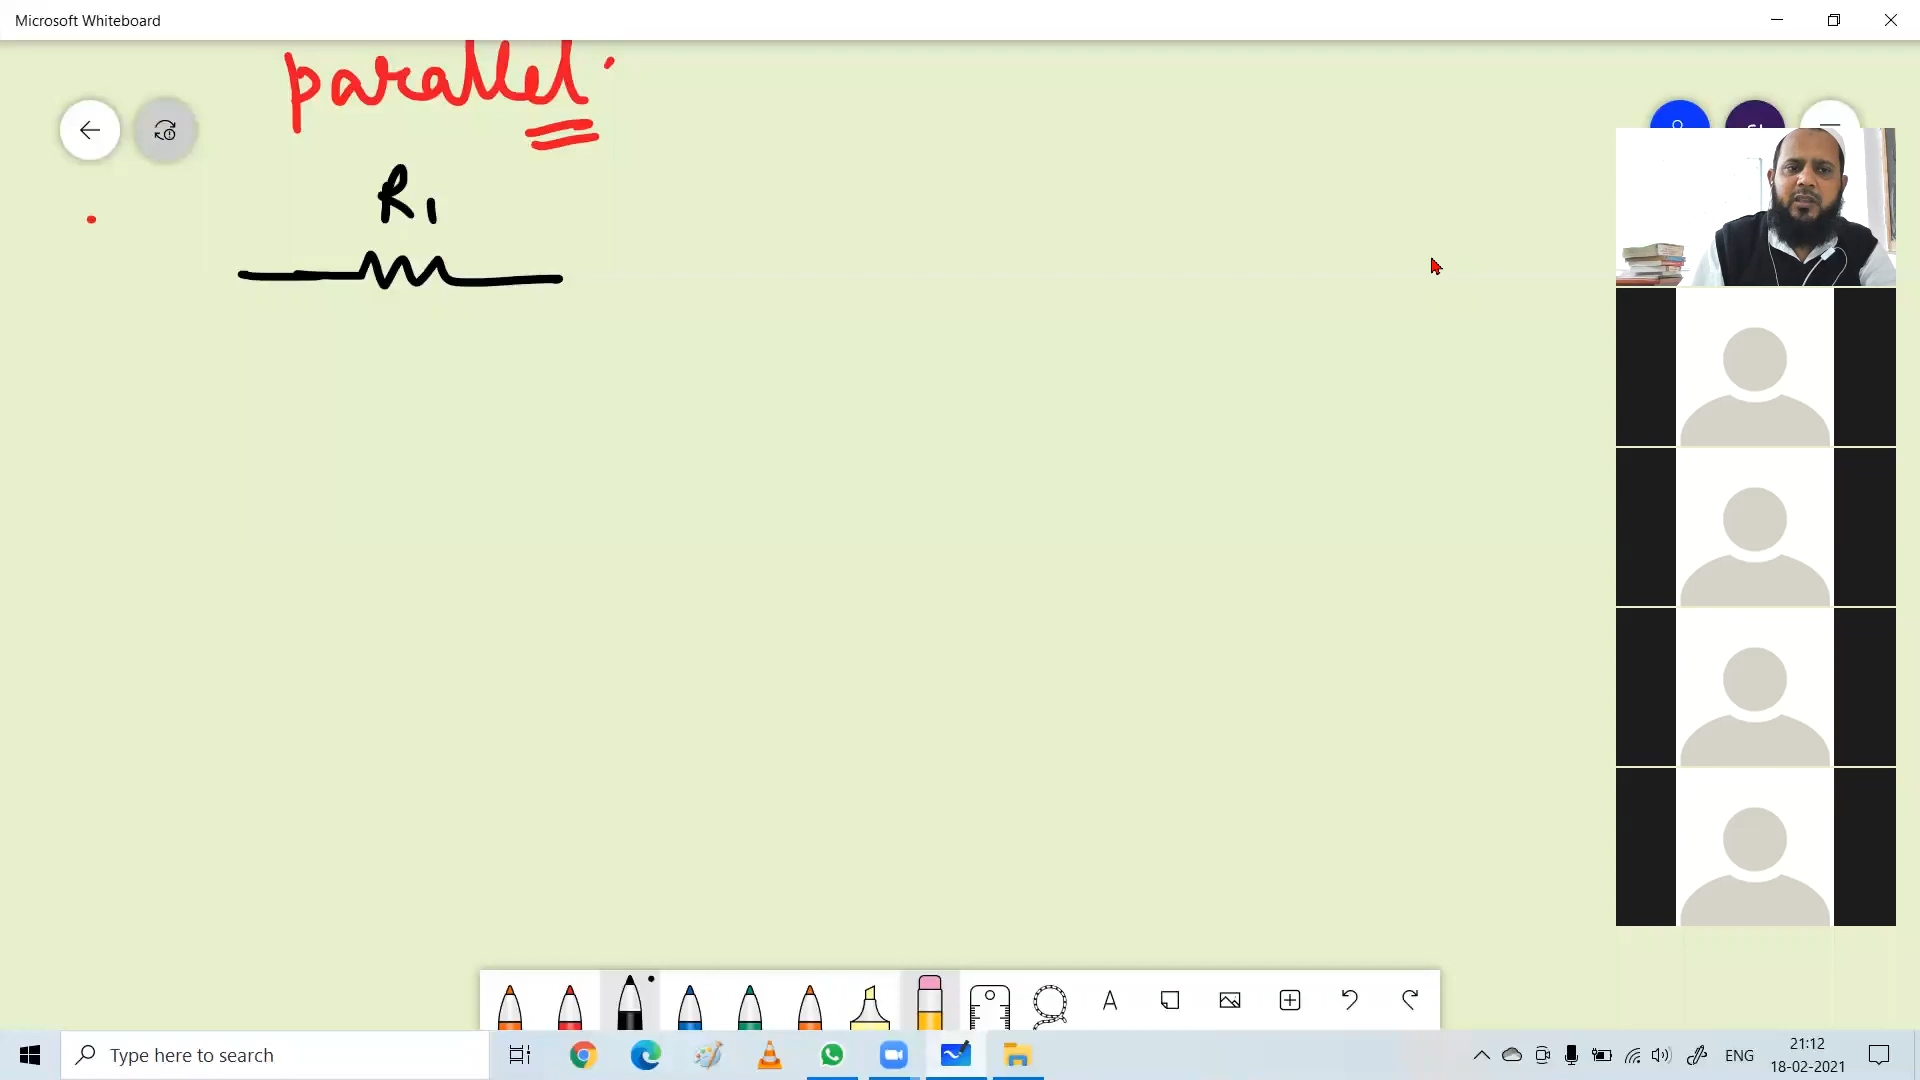 Microsoft Whiteboard
parallel.
R1
A
Type here to search
ENG
21:12
18-02-2021